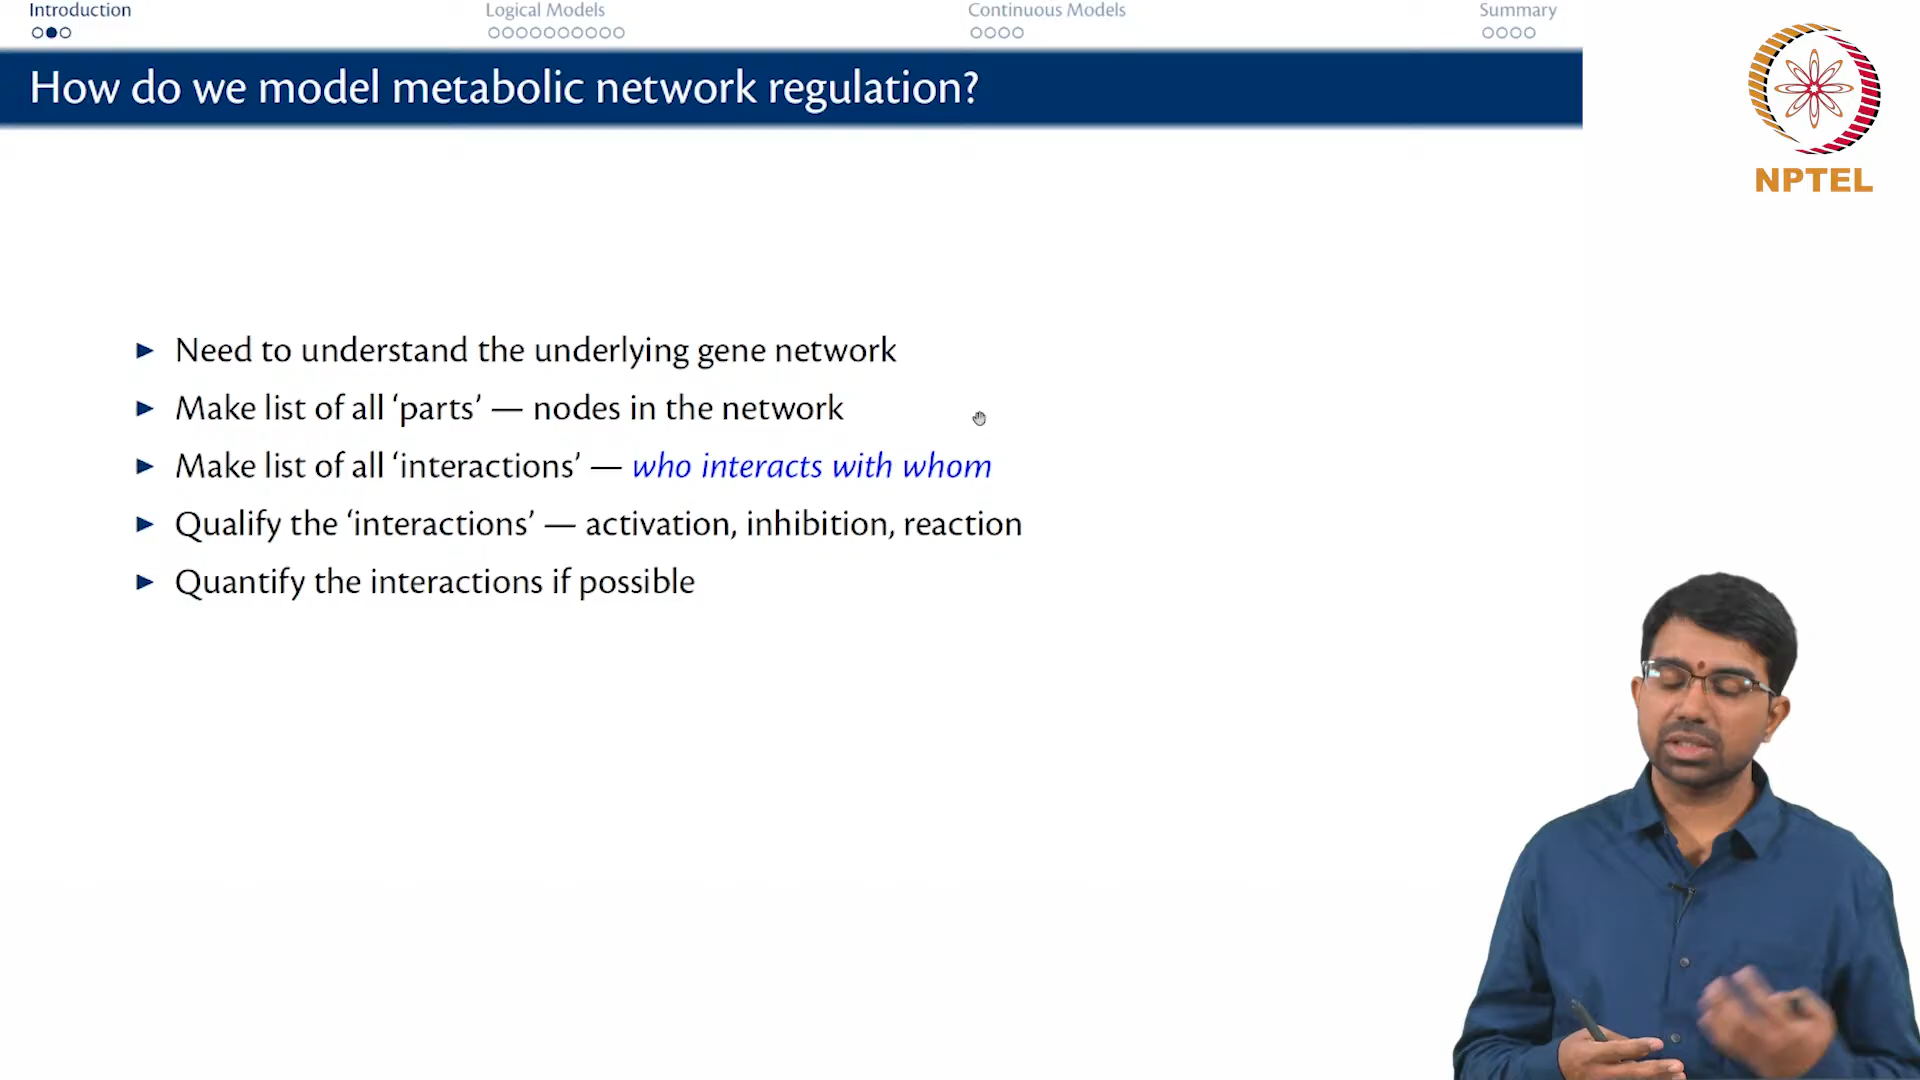 Introduction
Logical Models
Continuous Models
Summary
How do we model metabolic network regulation?
NPTEL
► Need to understand the underlying gene network
► Make list of all ‘parts’ — nodes in the network
► Make list of all ‘interactions’ — who interacts with whom
► Qualify the ‘interactions’ — activation, inhibition, reaction
► Quantify the interactions if possible